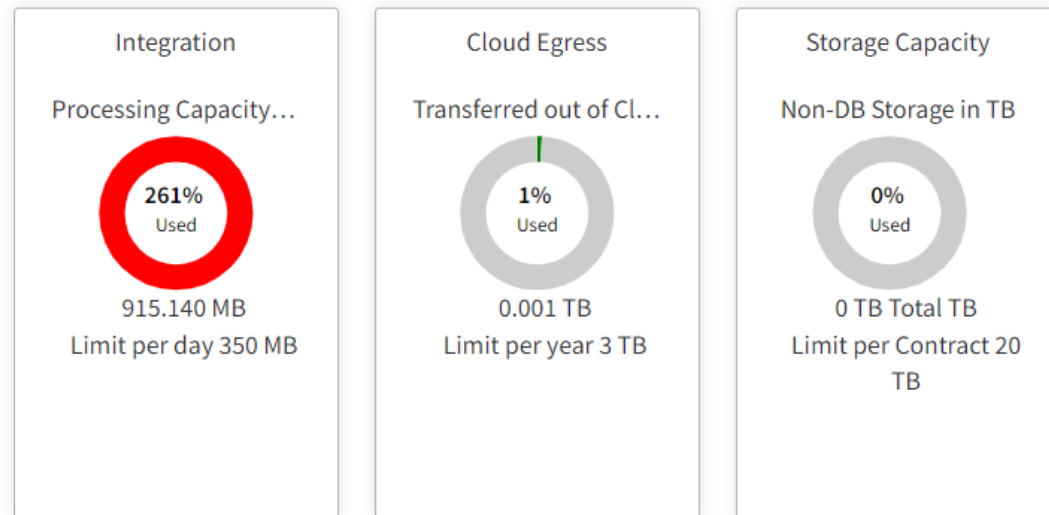 Integration
Processing Capacity...
261%
Used
915.140 MB
Limit per day 350 MB
Cloud Egress
Transferred out of Cl...
1%
Used
0.001 TB
Limit per year 3 TB
Storage Capacity
Non-DB Storage in TB
0%
Used
0 TB Total TB
Limit per Contract 20
TB